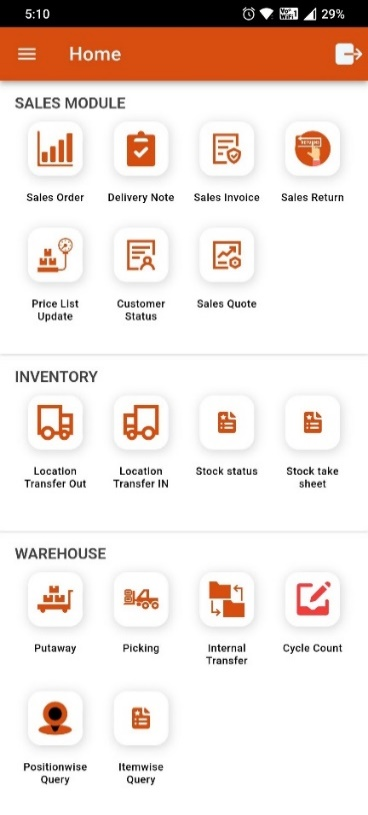 5:10
29%
Home
SALES MODULE
Sales Order
Delivery Note
Sales Invoice
Sales Return
Price List
Update
Customer
Status
Sales Quote
INVENTORY
Location
Transfer Out
Location
Transfer IN
Stock status
Stock take
sheet
WAREHOUSE
Putaway
Picking
Internal
Transfer
Cycle Count
Positionwise
Query
Itemwise
Query